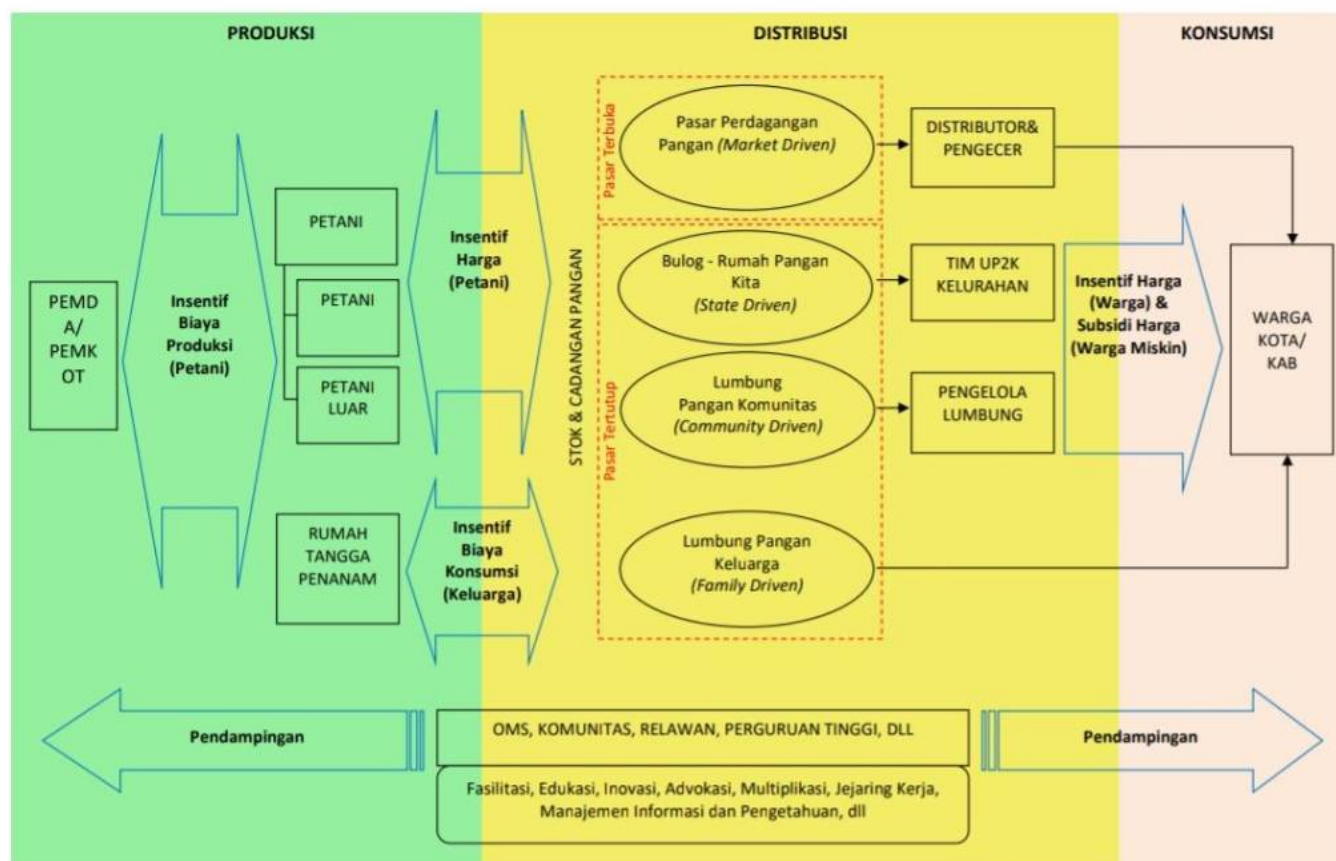 PRODUKSI
DISTRIBUSI
KONSUMSI
PEMD
A/
PEMK
OT
Insentif
Biaya
Produksi
(Petani)
PETANI
PETANI
PETANI
LUAR
RUMAH
TANGGA
PENANAM
Insentif
Harga
(Petani)
Insentif
Biaya
Konsumsi
(Keluarga)
STOK & CADANGAN PANGAN
Pasar Terbuka
Pasar Perdagangan
Pangan (Market Driven)
DISTRIBUTOR&
PENGECER
Pasar Tertutup
Bulog - Rumah Pangan
Kita
(State Driven)
TIM UP2K
KELURAHAN
Lumbung
Pangan Komunitas
(Community Driven)
PENGELOLA
LUMBUNG
Lumbung Pangan
Keluarga
(Family Driven)
Insentif Harga
(Warga) &
Subsidi Harga
(Warga Miskin)
WARGA
KOTA/
KAB
Pendampingan
OMS, KOMUNITAS, RELAWAN, PERGURUAN TINGGI, DLL
Pendampingan
Fasilitasi, Edukasi, Inovasi, Advokasi, Multiplikasi, Jejaring Kerja,
Manajemen Informasi dan Pengetahuan, dll